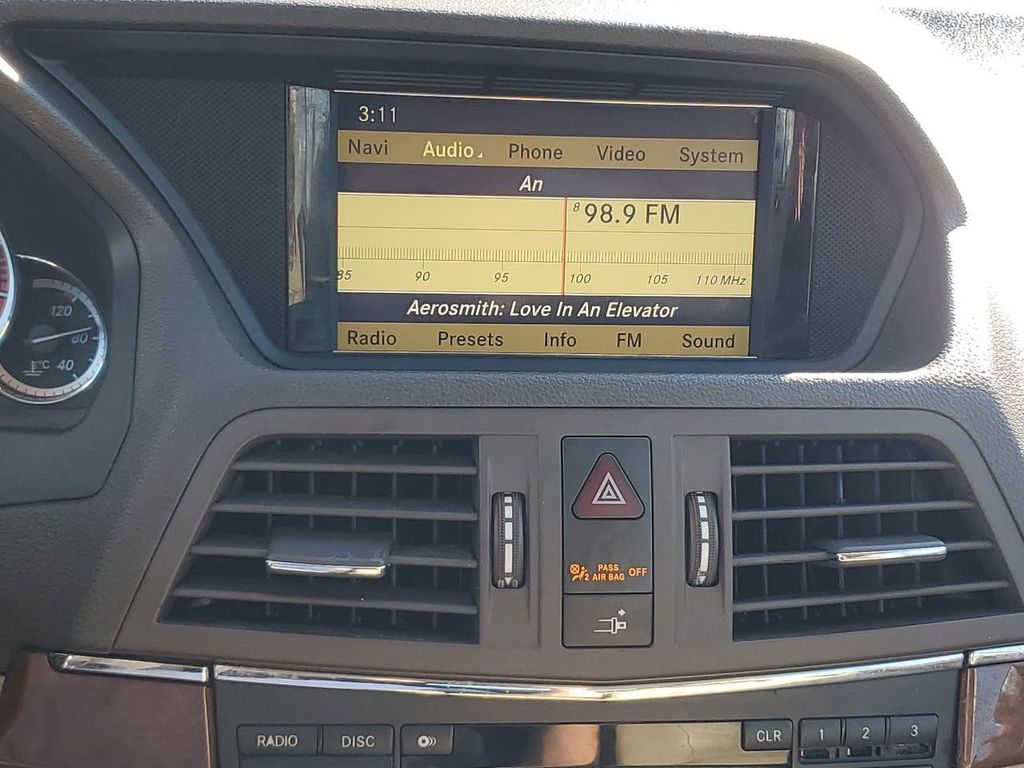 3:11
Navi Audio Phone Video System
An
8 98.9 FM
85 90 95 100 105 110 MHz
Aerosmith: Love In An Elevator
Radio Presets Info FM Sound
120
80
°C 40
PASS
2 AIR BAG OFF
RADIO DISC CLR 1 2 3